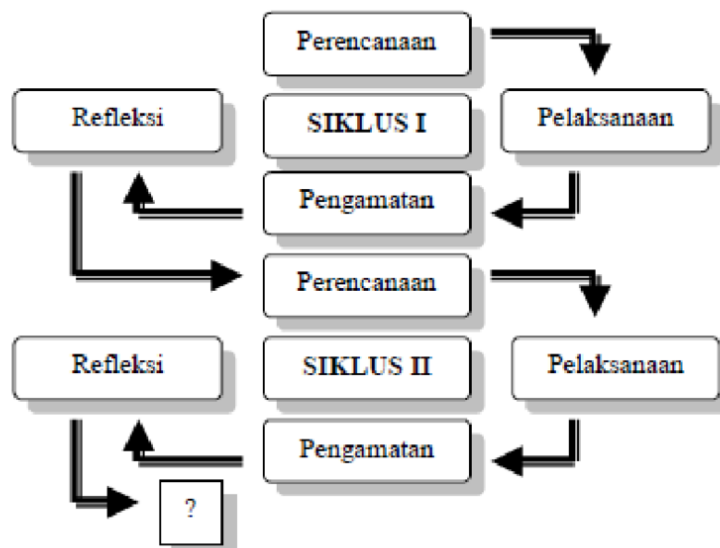 Perencanaan
Refleksi
SIKLUS I
Pelaksanaan
Pengamatan
Perencanaan
Refleksi
SIKLUS II
Pelaksanaan
Pengamatan
?